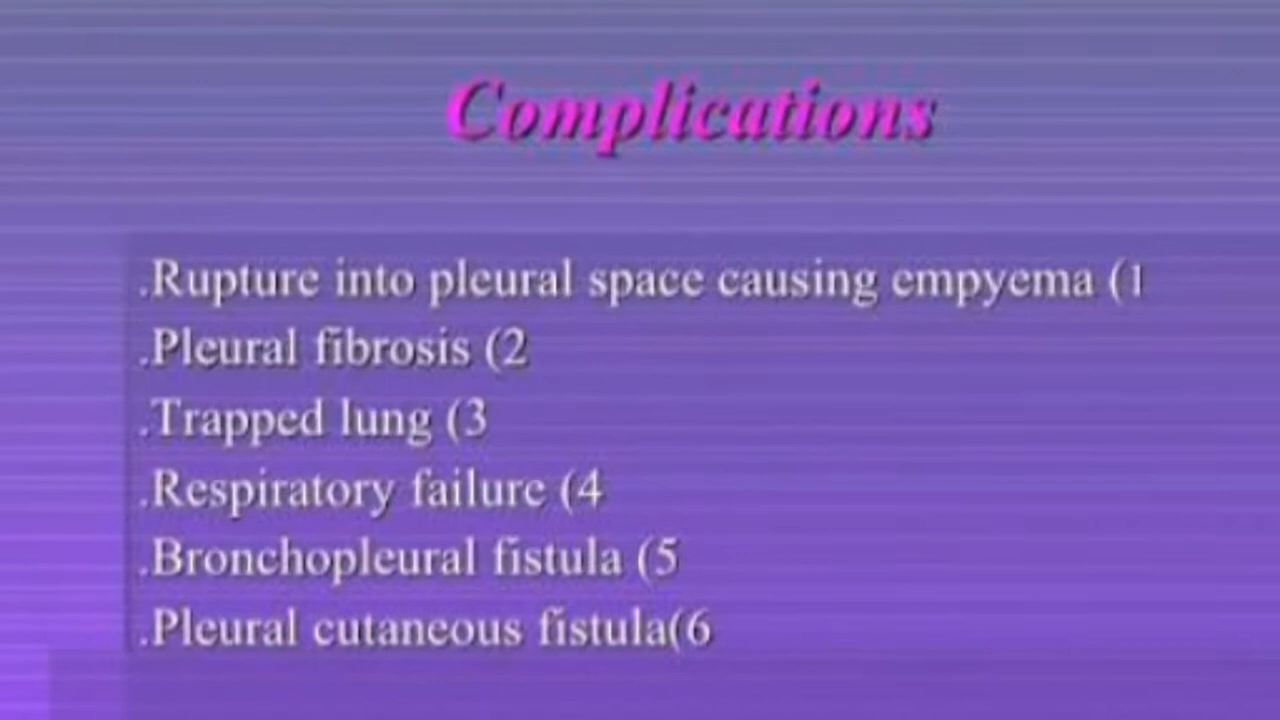 Complications
.Rupture into pleural space causing empyema (1
.Pleural fibrosis (2
.Trapped lung (3
.Respiratory failure (4
.Bronchopleural fistula (5
.Pleural cutaneous fistula(6